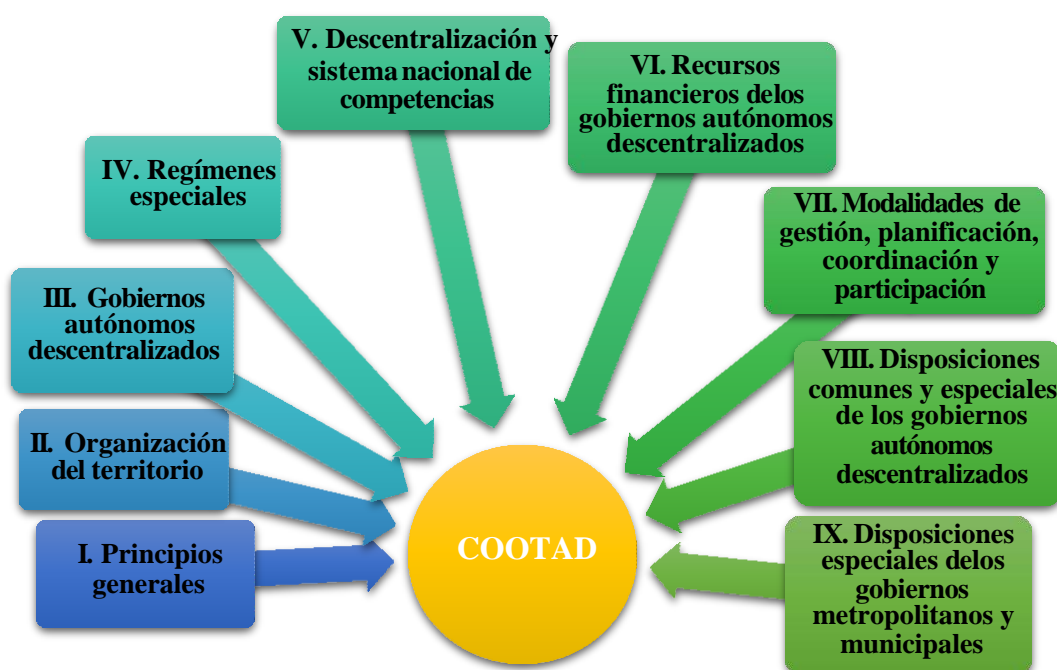 I. Principios
generales
II. Organización
del territorio
III. Gobiernos
autónomos
descentralizados
IV. Regímenes
especiales
V. Descentralización y
sistema nacional de
competencias
VI. Recursos
financieros delos
gobiernos autónomos
descentralizados
VII. Modalidades de
gestión, planificación,
coordinación y
participación
VIII. Disposiciones
comunes y especiales
de los gobiernos
autónomos
descentralizados
IX. Disposiciones
especiales delos
gobiernos
metropolitanos y
municipales
COOTAD